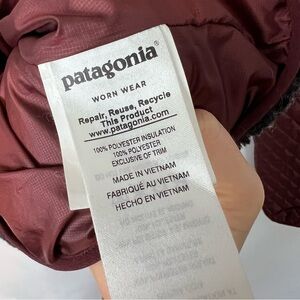 patagonia®
WORN WEAR
Repair, Reuse, Recycle
This Product
www.patagonia.com
100% POLYESTER INSULATION
100% POLYESTER
EXCLUSIVE OF TRIM
MADE IN VIETNAM
FABRIQUÉ AU VIETNAM
HECHO EN VIETNAM